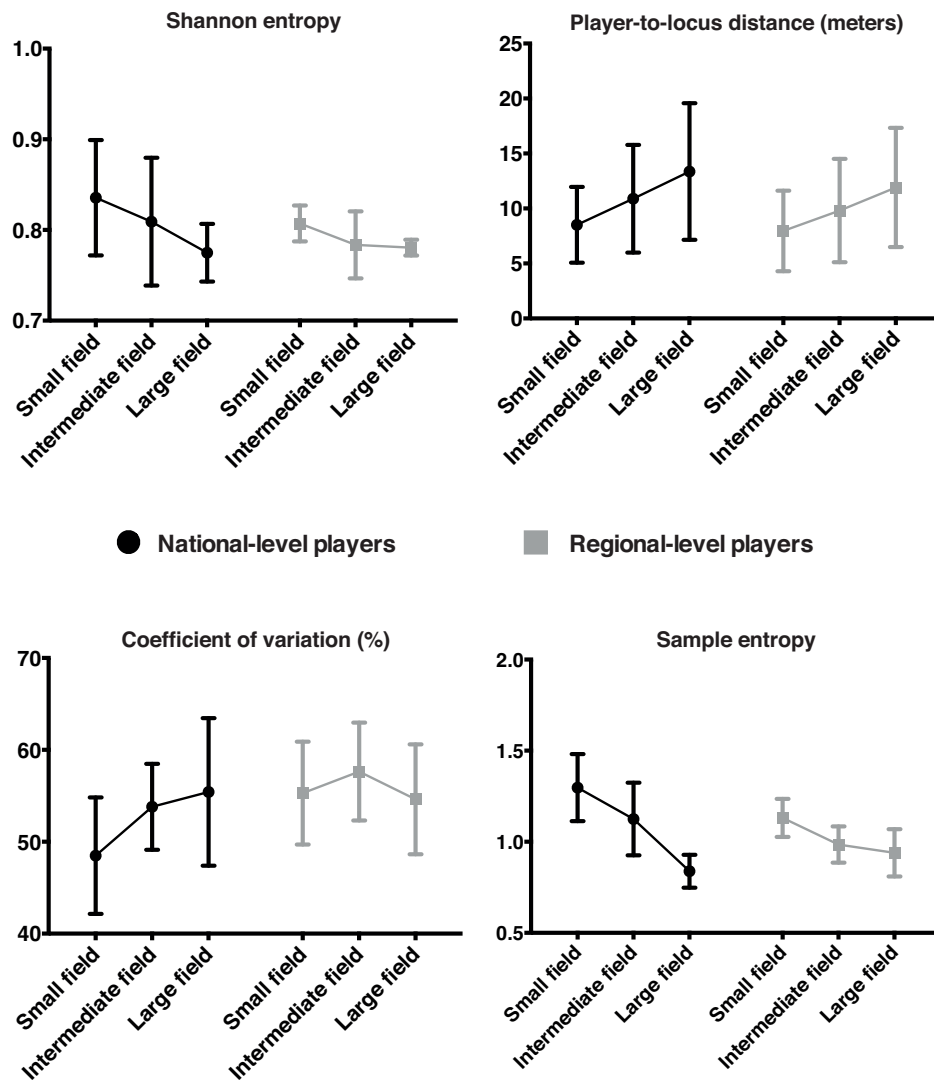 Shannon entropy
1.0
0.9
0.8
0.7
Small field
Intermediate field
Large field
Small field
Intermediate field
Large field
Player-to-locus distance (meters)
25
20
15
10
5
0
Small field
Intermediate field
Large field
Small field
Intermediate field
Large field
National-level players
Regional-level players
Coefficient of variation (%)
70
60
50
40
Small field
Intermediate field
Large field
Small field
Intermediate field
Large field
Sample entropy
2.0
1.5
1.0
0.5
Small field
Intermediate field
Large field
Small field
Intermediate field
Large field